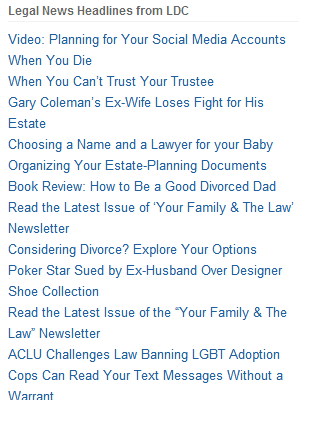 Legal News Headlines from LDC
Video: Planning for Your Social Media Accounts
When You Die
When You Can't Trust Your Trustee
Gary Coleman's Ex-Wife Loses Fight for His
Estate
Choosing a Name and a Lawyer for your Baby
Organizing Your Estate-Planning Documents
Book Review: How to Be a Good Divorced Dad
Read the Latest Issue of ‘Your Family & The Law’
Newsletter
Considering Divorce? Explore Your Options
Poker Star Sued by Ex-Husband Over Designer
Shoe Collection
Read the Latest Issue of the “Your Family & The
Law” Newsletter
ACLU Challenges Law Banning LGBT Adoption
Cops Can Read Your Text Messages Without a
Warrant